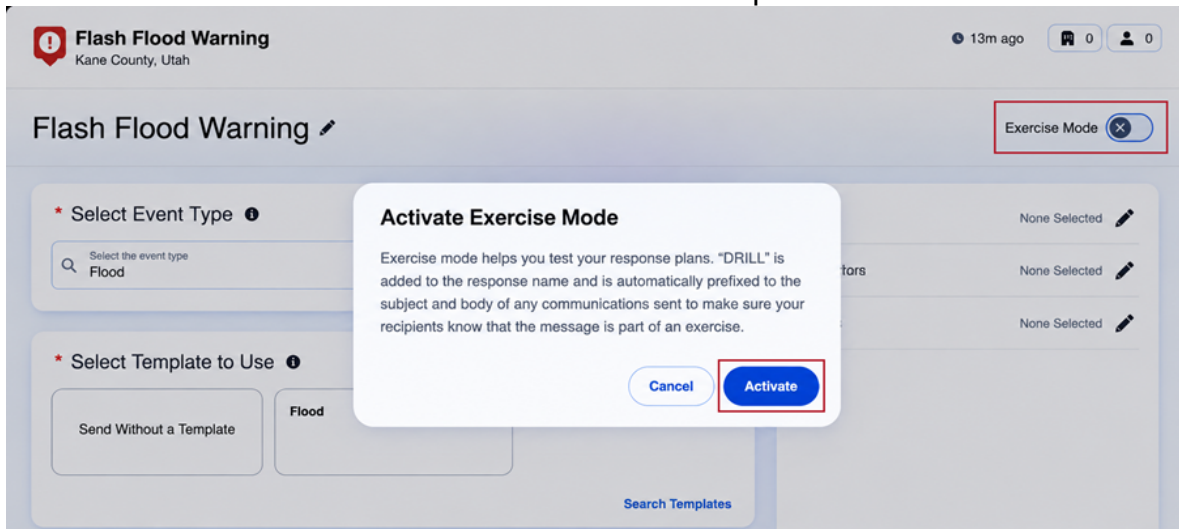 Flash Flood Warning
Kane County, Utah
13m ago
0
0
Flash Flood Warning
Exercise Mode
* Select Event Type
Select the event type
Flood
* Select Template to Use
Send Without a Template
Flood
Search Templates
Activate Exercise Mode
Exercise mode helps you test your response plans. “DRILL” is
added to the response name and is automatically prefixed to the
subject and body of any communications sent to make sure your
recipients know that the message is part of an exercise.
Cancel
Activate
None Selected
None Selected
None Selected